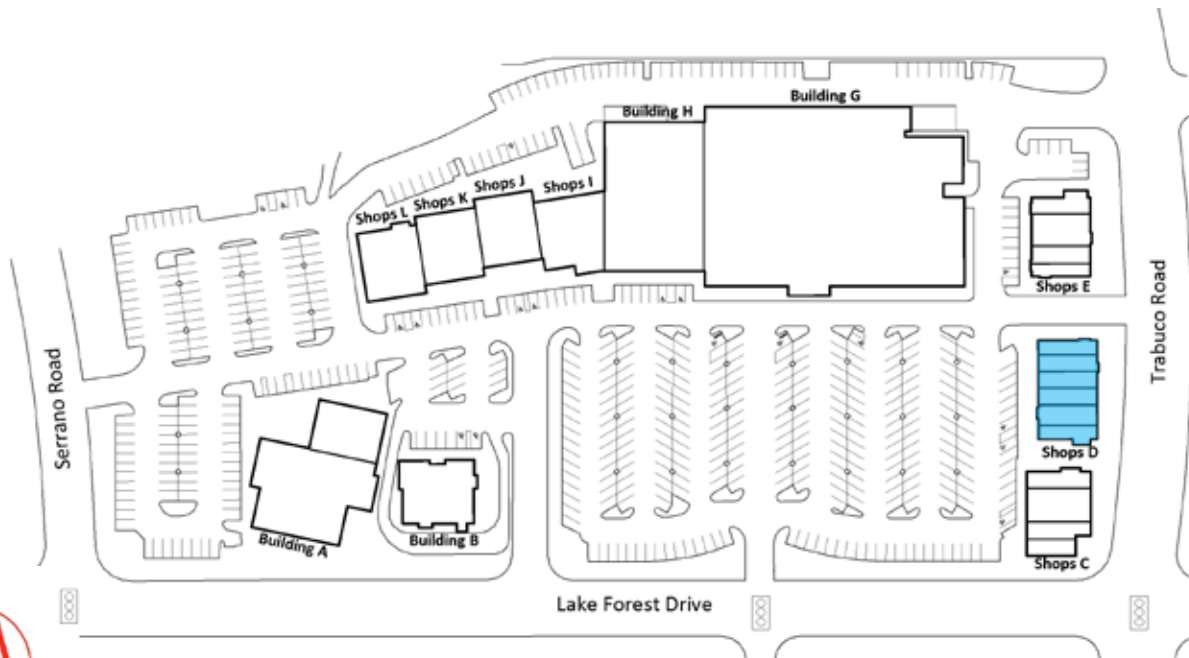 Building G
Building H
Shops J
Shops I
Shops K
Shops L
Shops E
Trabuco Road
Serrano Road
Shops D
Building A
Building B
Shops C
Lake Forest Drive